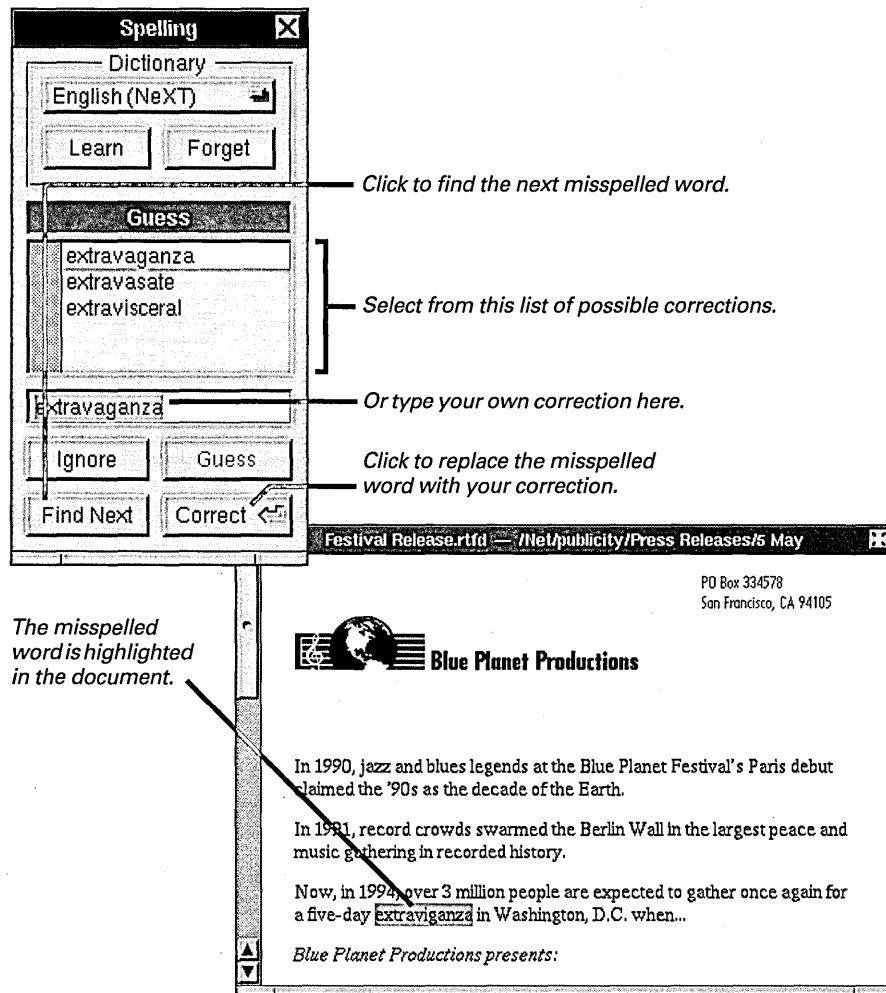 Spelling
Dictionary
English (NeXT)
Learn Forget
Click to find the next misspelled word.
Guess
extravaganza
extravasate
extravisceral
Select from this list of possible corrections.
extravaganza
Or type your own correction here.
Ignore Guess
Click to replace the misspelled
word with your correction.
Find Next Correct
Festival Release.rtfd — /Net/publicity/Press Releases/5 May
PO Box 334578
San Francisco, CA 94105
The misspelled
word is highlighted
in the document.
Blue Planet Productions
In 1990, jazz and blues legends at the Blue Planet Festival's Paris debut
claimed the '90s as the decade of the Earth.
In 1991, record crowds swarmed the Berlin Wall in the largest peace and
music gathering in recorded history.
Now, in 1994, over 3 million people are expected to gather once again for
a five-day extraviganza in Washington, D.C. when...
Blue Planet Productions presents: